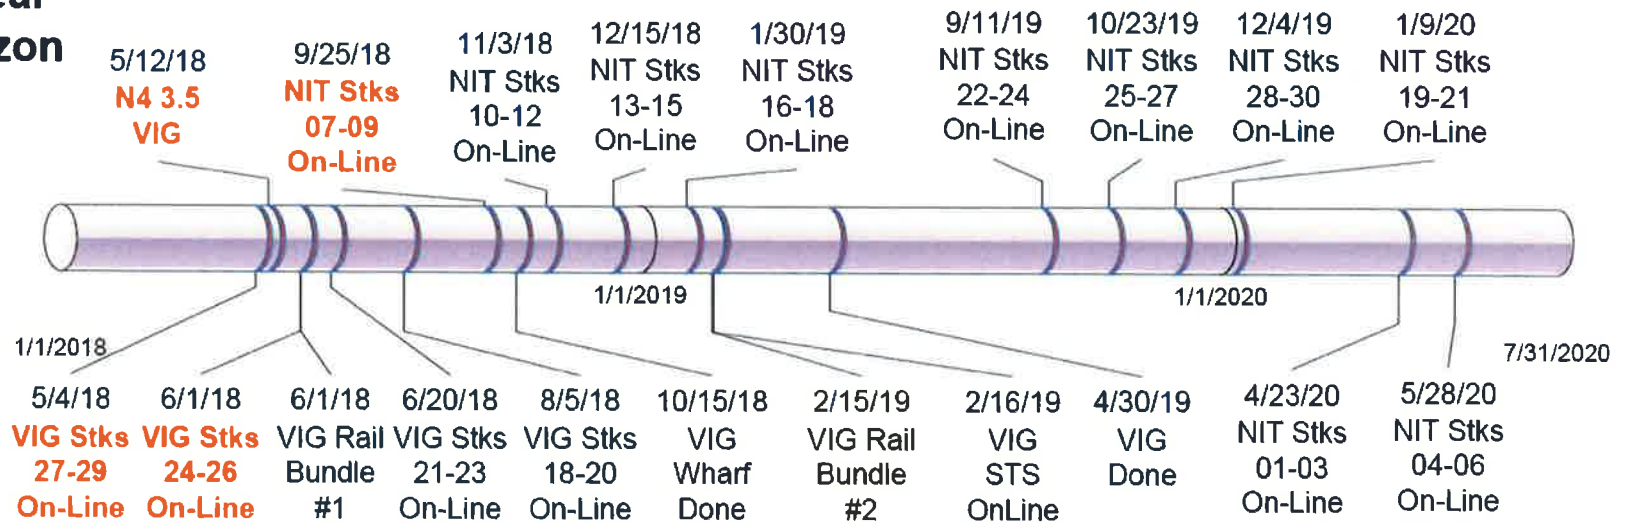 zon
5/12/18
N4 3.5
VIG
9/25/18
NIT Stks
07-09
On-Line
11/3/18
NIT Stks
10-12
On-Line
12/15/18
NIT Stks
13-15
On-Line
1/30/19
NIT Stks
16-18
On-Line
9/11/19
NIT Stks
22-24
On-Line
10/23/19
NIT Stks
25-27
On-Line
12/4/19
NIT Stks
28-30
On-Line
1/9/20
NIT Stks
19-21
On-Line
1/1/2019
1/1/2020
1/1/2018
7/31/2020
5/4/18
VIG Stks
27-29
On-Line
6/1/18
VIG Stks
24-26
On-Line
6/1/18
VIG Rail
Bundle
#1
6/20/18
VIG Stks
21-23
On-Line
8/5/18
VIG Stks
18-20
On-Line
10/15/18
VIG
Wharf
Done
2/15/19
VIG Rail
Bundle
#2
2/16/19
VIG
STS
OnLine
4/30/19
VIG
Done
4/23/20
NIT Stks
01-03
On-Line
5/28/20
NIT Stks
04-06
On-Line